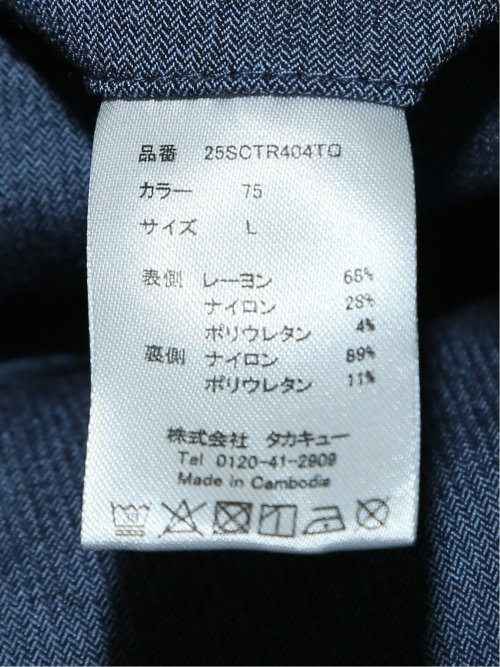 品番 25SCTR404TQ
カラー 75
サイズ L
表側 レーヨン 68%
ナイロン 28%
ポリウレタン 4%
裏側 ナイロン 89%
ポリウレタン 11%
株式会社 タカキュー
Tel 0120-41-2909
Made in Cambodia